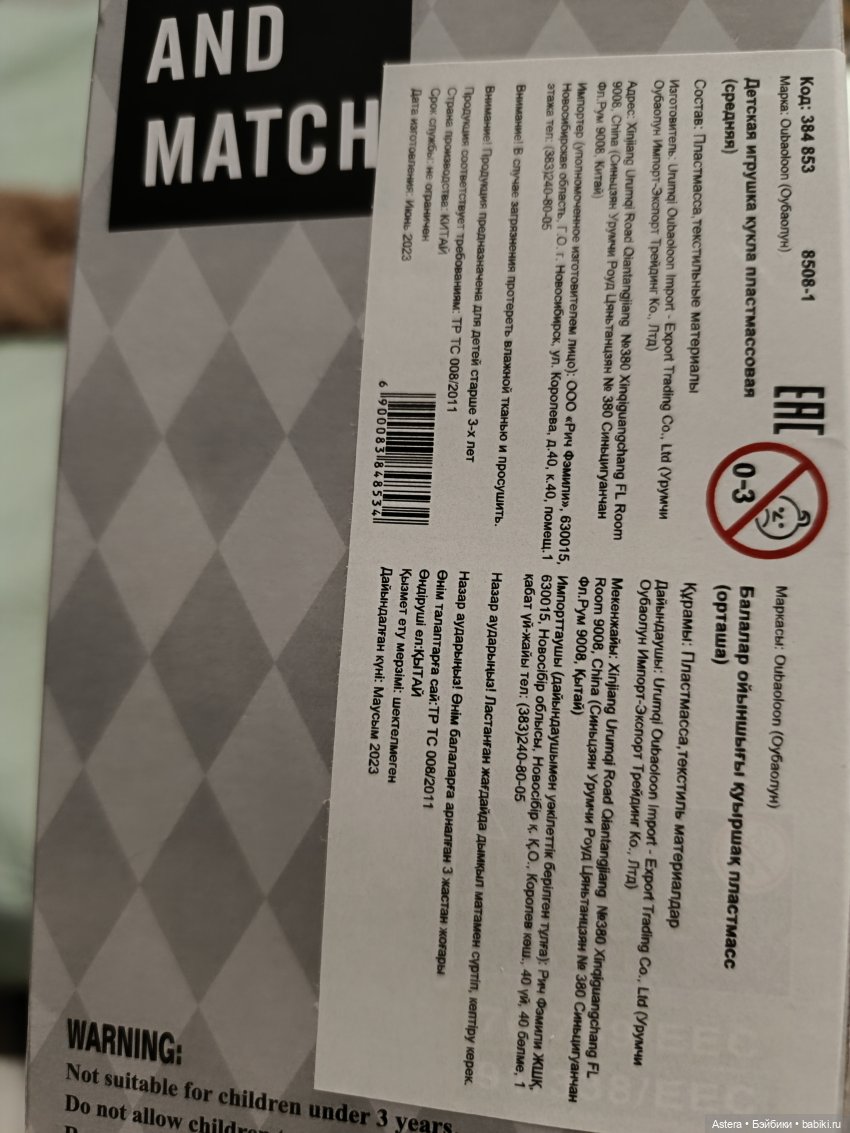 AND
MATCH
Код: 384 853 8508-1
Марка: Oubaoloon (Оубаолун)
Детская игрушка кукла пластмассовая
(средняя)
Состав: Пластмасса,текстильные материалы
Изготовитель: Urumqi Oubaoloon Import - Export Trading Co., Ltd (Урумчи
Оубаолун Импорт-Экспорт Трейдинг Ко., Лтд)
Адрес: Xinjiang Urumqi Road Qiantangjiang №380 Xinqiguangchang FL Room
9008, China (Синьцзян Урумчи Роуд Цяньтанцзян № 380 Синьцигуанчан
Фл.Рум 9008, Китай)
Импортер (уполномоченное изготовителем лицо): ООО «Рич Фэмили», 630015,
Новосибирская область, Г.О. г. Новосибирск, ул. Королева, д.40, к.40, помещ.1
этажа тел: (383)240-80-05
Внимание! В случае загрязнения протереть влажной тканью и просушить.
Внимание! Продукция предназначена для детей старше 3-х лет
Продукция соответствует требованиям: ТР ТС 008/2011
Страна производства: КИТАЙ
Срок службы: не ограничен
Дата изготовления: Июнь 2023
6 900083 848534
EAC
0-3
Маркасы: Oubaoloon (Оубаолун)
Балалар ойыншығы қуыршақ пластмасс
(орташа)
Құрамы: Пластмасса,текстиль материалдар
Дайындаушы: Urumqi Oubaoloon Import - Export Trading Co., Ltd (Урумчи
Оубаолун Импорт-Экспорт Трейдинг Ко., Лтд)
Мекенжайы: Xinjiang Urumqi Road Qiantangjiang №380 Xinqiguangchang FL
Room 9008, China (Синьцзян Урумчи Роуд Цяньтанцзян № 380 Синьцигуанчан
Фл.Рум 9008, Қытай)
Импорттаушы (дайындаушымен уәкілеттік берілген тұлға): Рич Фэмили ЖШҚ,
630015, Новосібір облысы, Новосібір қ. Қ.О., Королев көш., 40 үй, 40 бөлме, 1
қабат үй-жайы тел: (383)240-80-05
Назар аударыңыз! Ластанған жағдайда дымқыл матамен сүртіп, кептіру керек.
Назар аударыңыз! Өнім балаларға арналған 3 жастан жоғары
Өнім талаптарға сай:ТР ТС 008/2011
Өндіруші ел:ҚЫТАЙ
Қызмет ету мерзімі: шектелмеген
Дайындалған күні: Маусым 2023
WARNING:
Not suitable for children under 3 years.
Do not allow
Astera • Бэйбики • babiki.ru